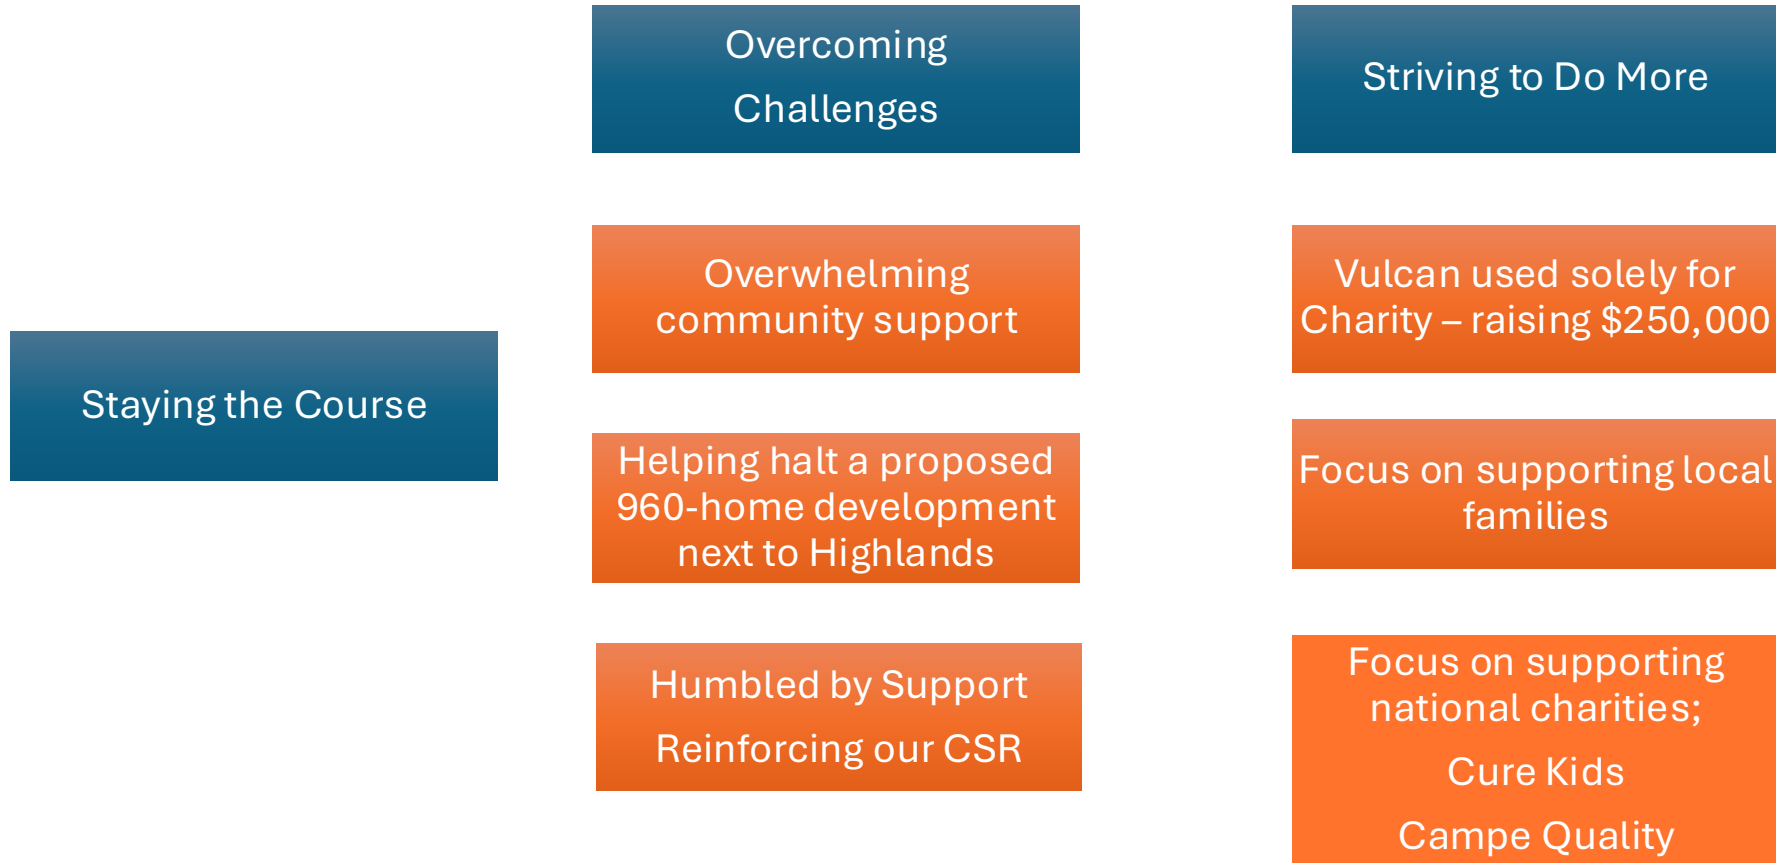 Staying the Course
Overcoming
Challenges
Overwhelming
community support
Helping halt a proposed
960-home development
next to Highlands
Humbled by Support
Reinforcing our CSR
Striving to Do More
Vulcan used solely for
Charity – raising $250,000
Focus on supporting local
families
Focus on supporting
national charities;
Cure Kids
Campe Quality